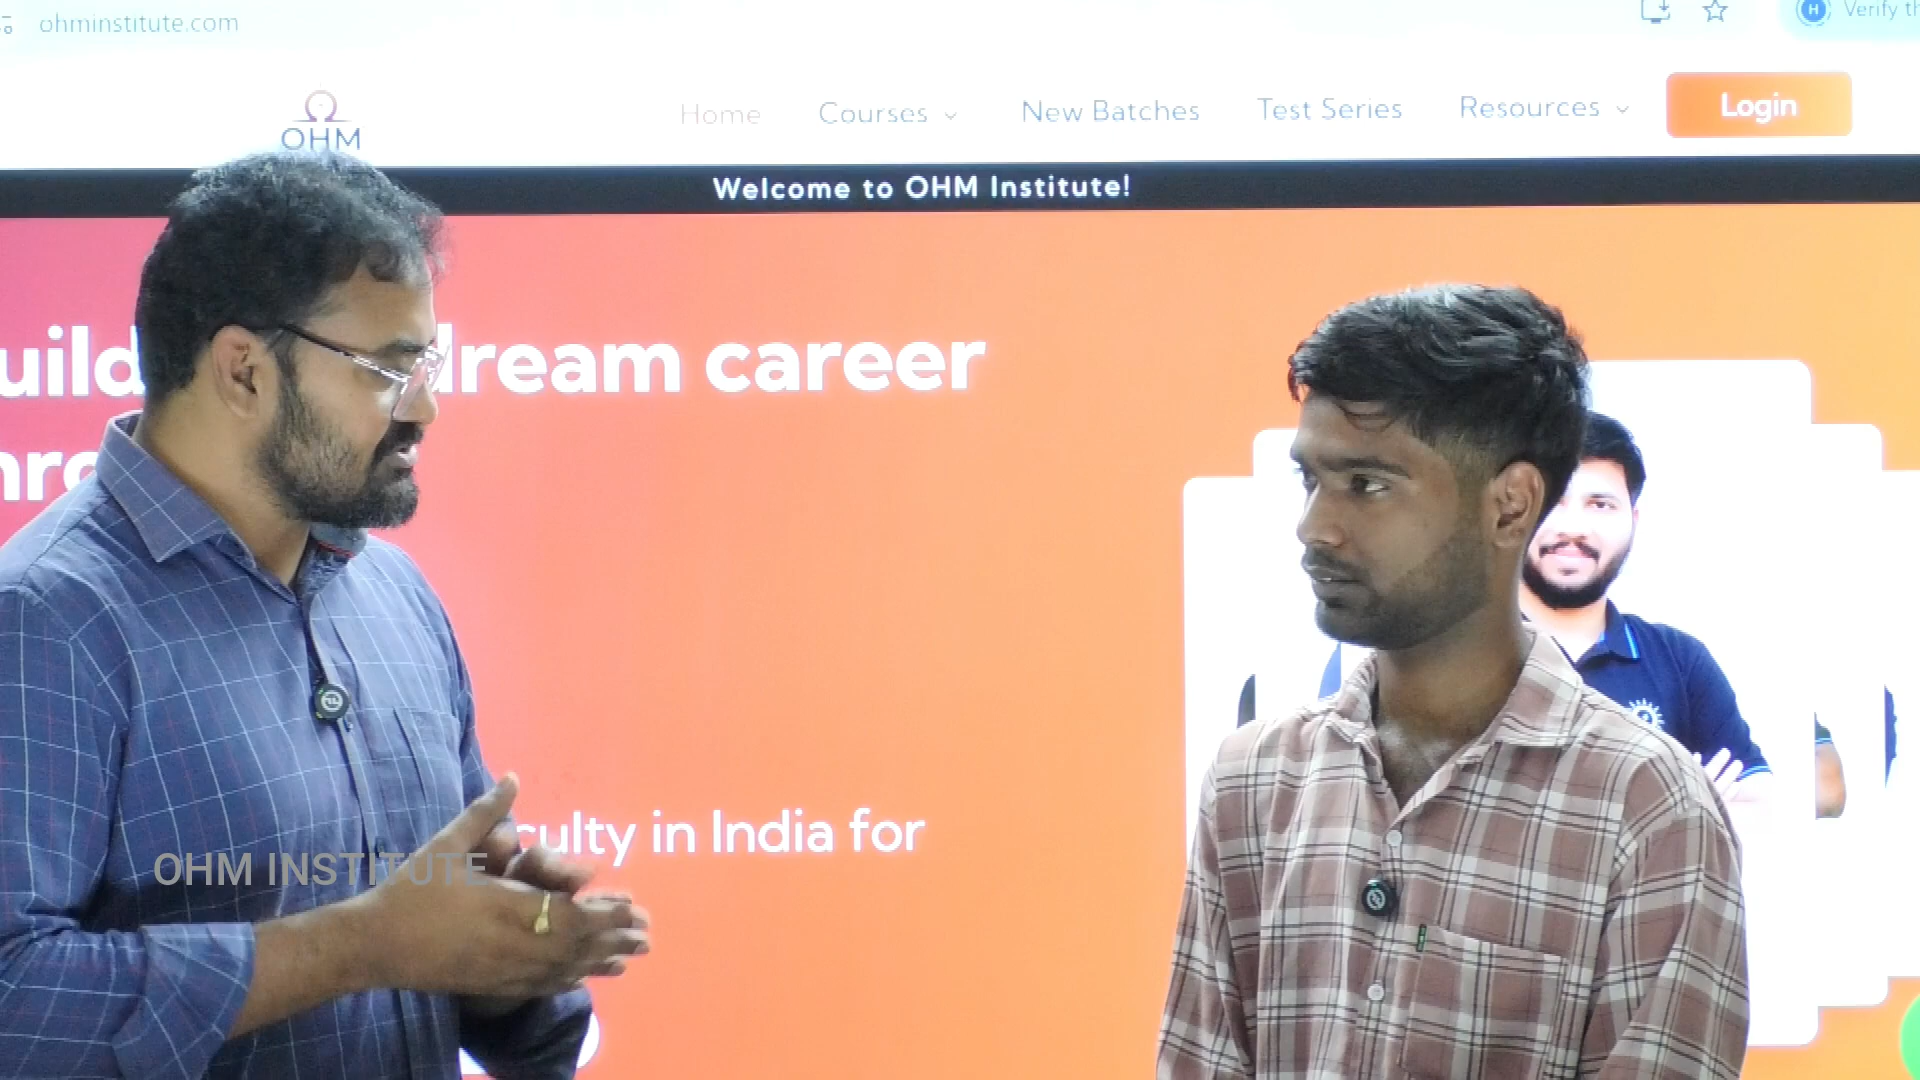 ohminstitute.com
Verify th
OHM
Home Courses New Batches Test Series Resources Login
Welcome to OHM Institute!
uild dream career
hro
culty in India for
OHM INSTITUTE